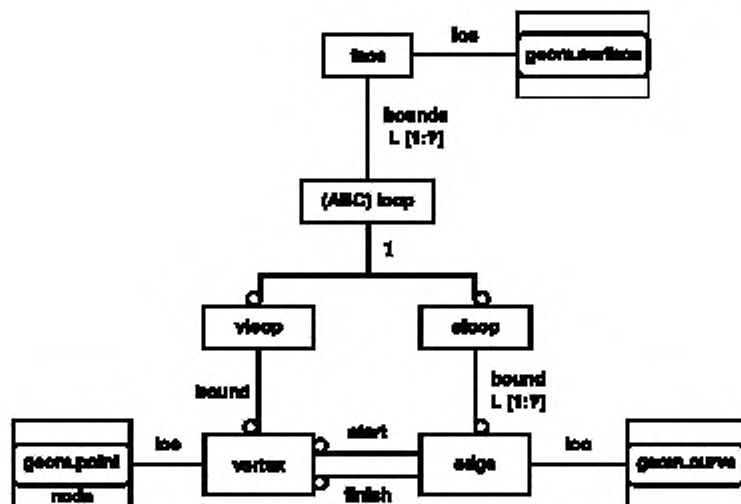 face
loc
geom.surface
bounds
L [1:?]
(ABC) loop
1
vloop
eloop
bound
bound
L [1:?]
geom.point
node
loc
vertex
start
finish
edge
loc
geom.curve